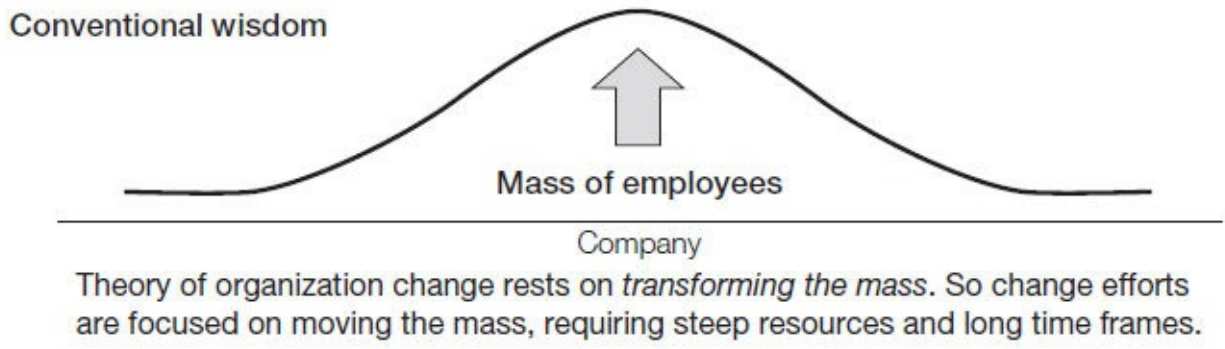 Conventional wisdom
Mass of employees
Company
Theory of organization change rests on transforming the mass. So change efforts
are focused on moving the mass, requiring steep resources and long time frames.